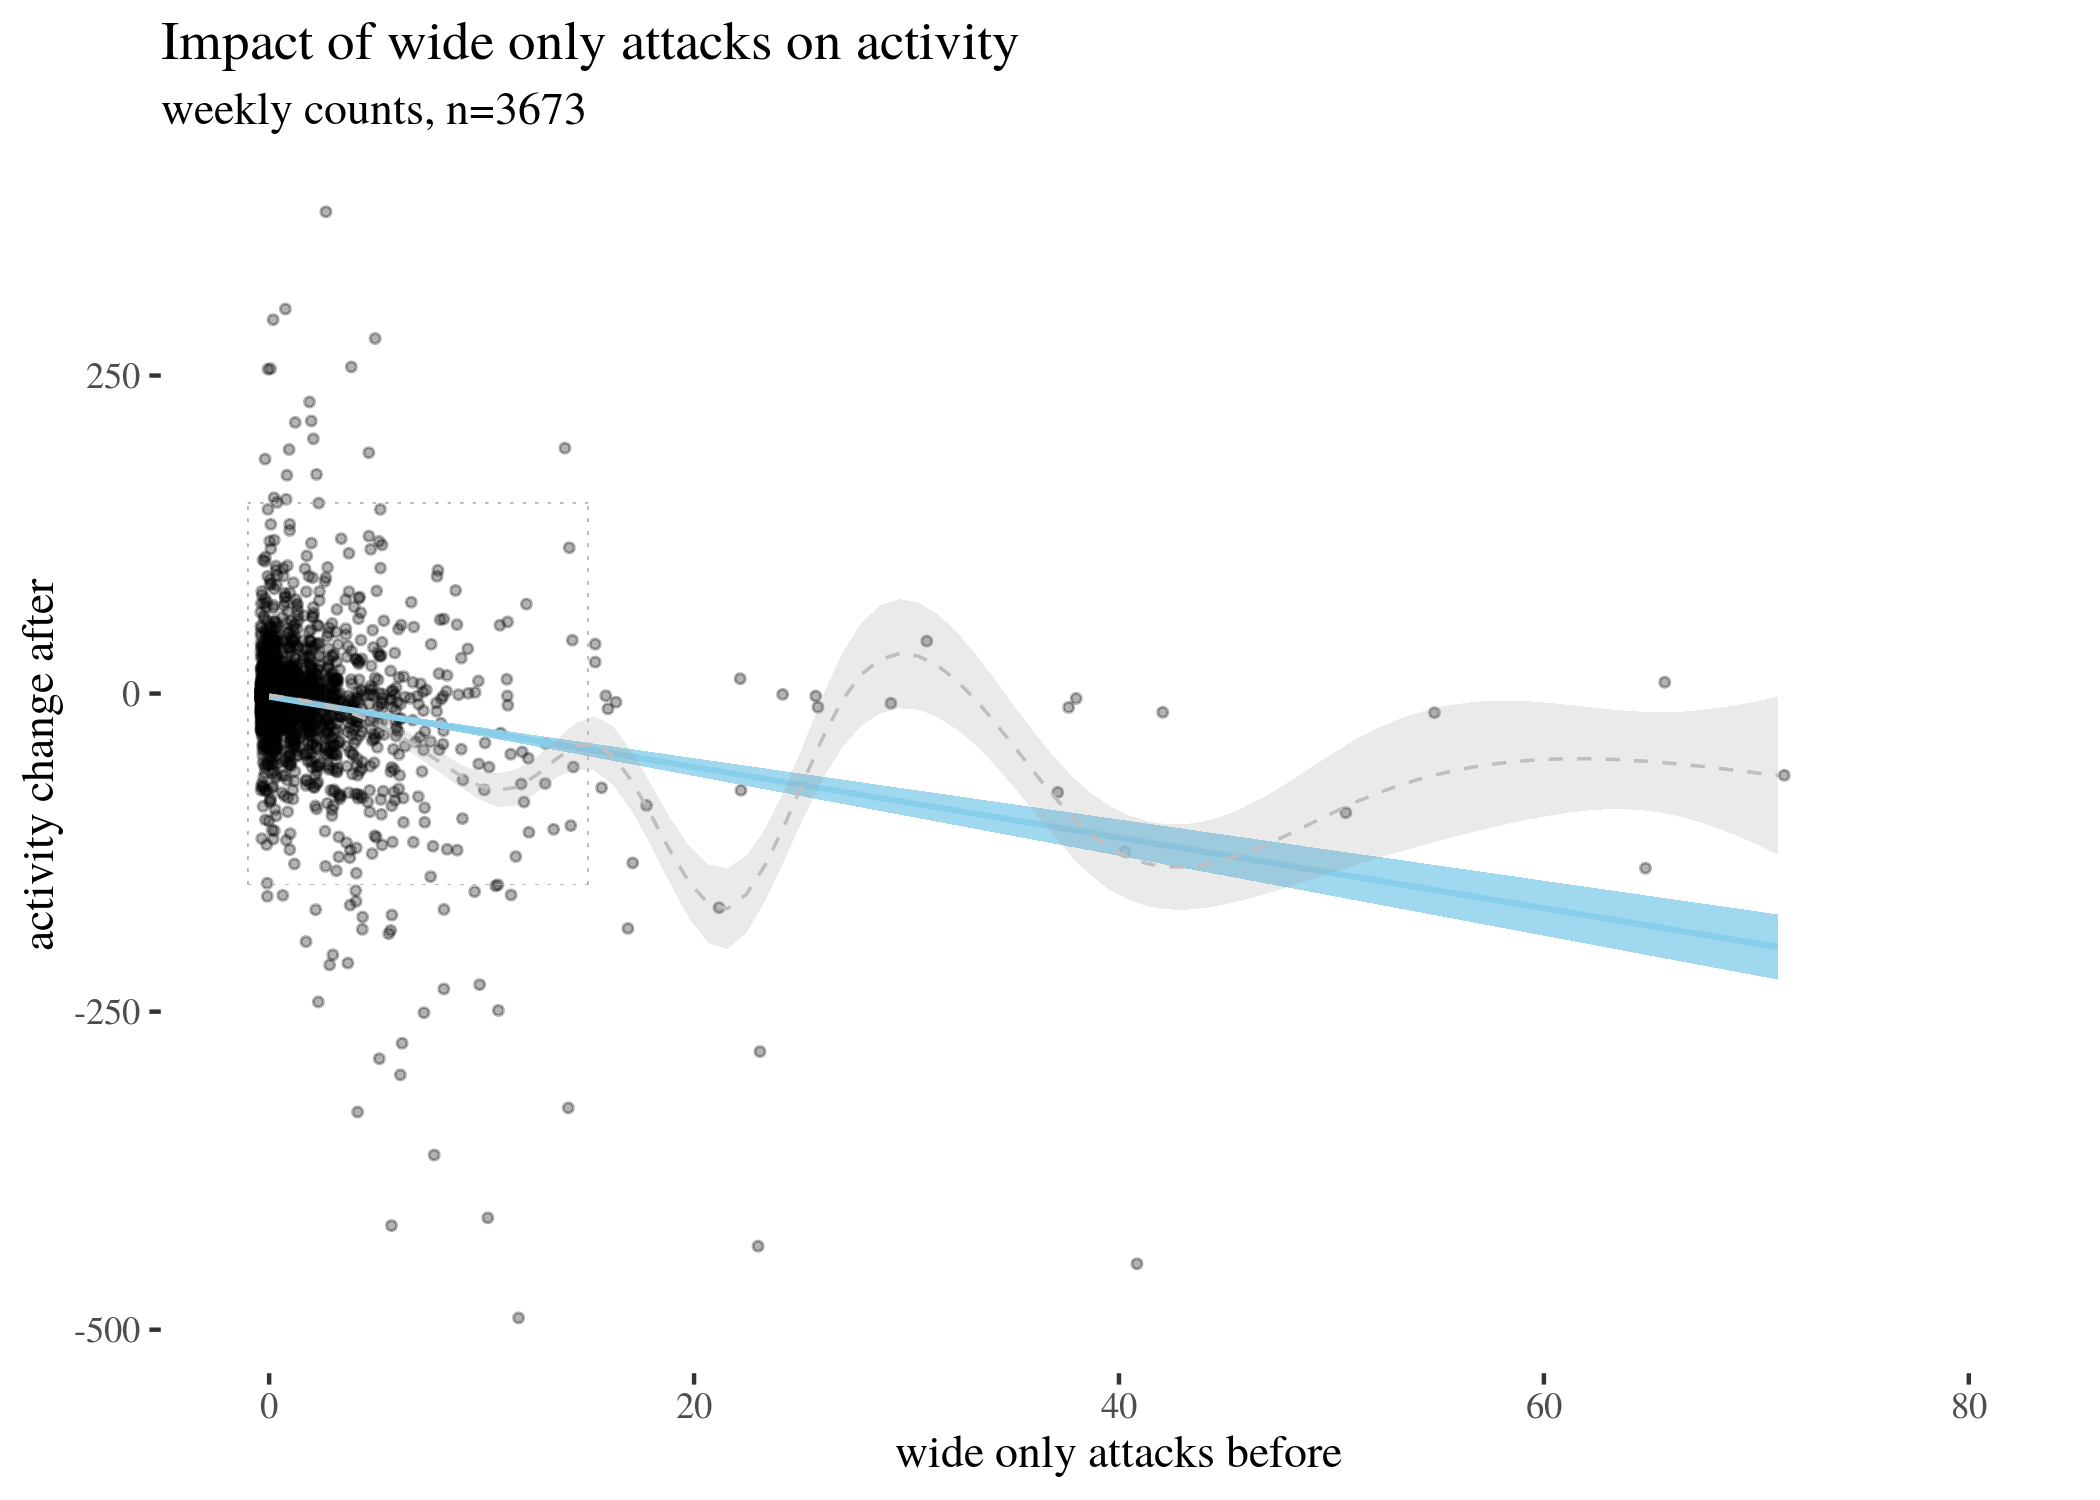 Impact of wide only attacks on activity
weekly counts, n=3673
activity change after
250
0
-250
-500
0
20
40
60
80
wide only attacks before